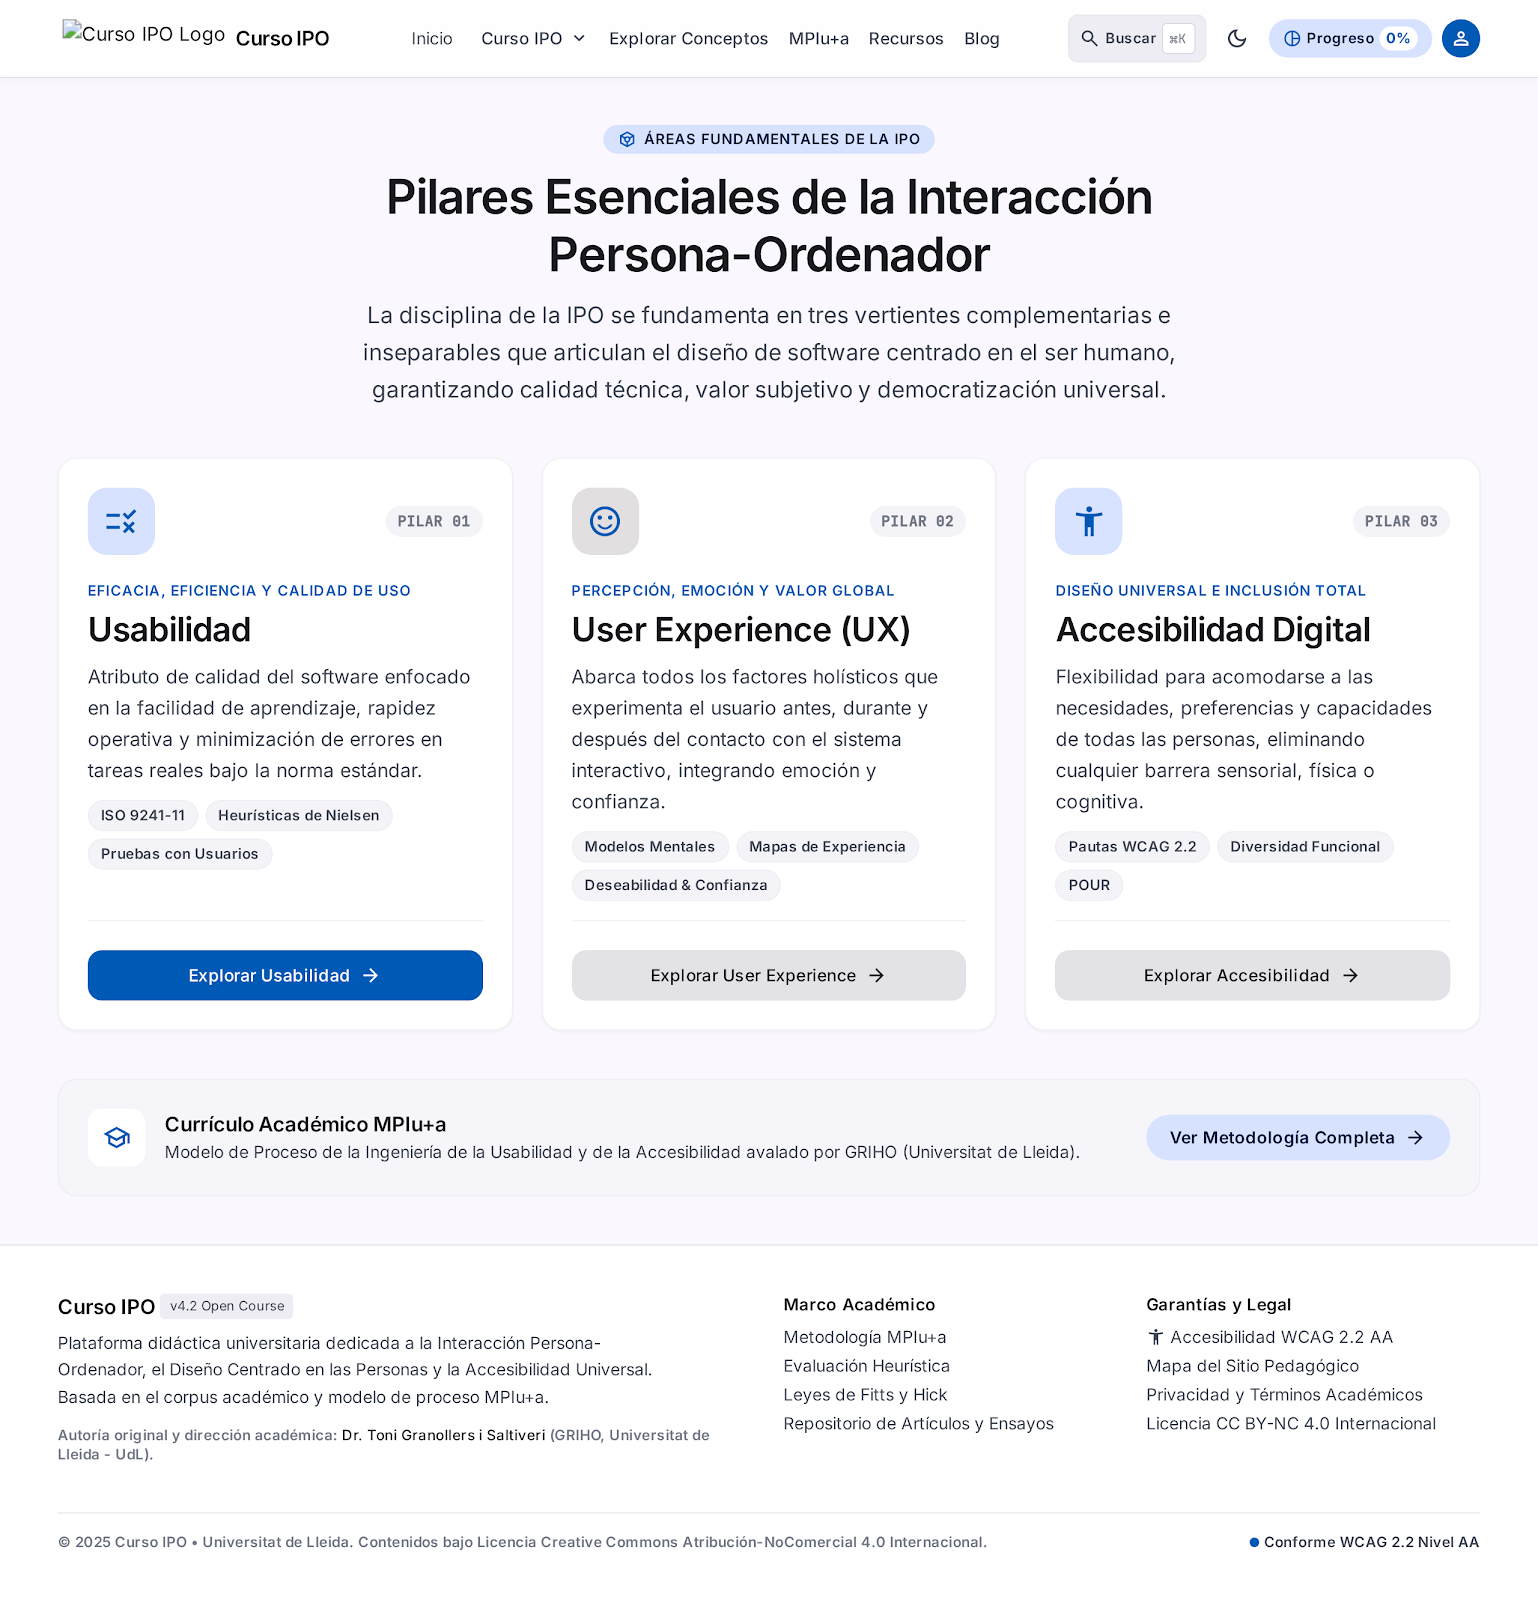 Curso IPO Logo Curso IPO Inicio Curso IPO Explorar Conceptos MPIu+a Recursos Blog Buscar ⌘K Progreso 0%
ÁREAS FUNDAMENTALES DE LA IPO
Pilares Esenciales de la Interacción
Persona-Ordenador
La disciplina de la IPO se fundamenta en tres vertientes complementarias e
inseparables que articulan el diseño de software centrado en el ser humano,
garantizando calidad técnica, valor subjetivo y democratización universal.
PILAR 01
EFICACIA, EFICIENCIA Y CALIDAD DE USO
Usabilidad
Atributo de calidad del software enfocado
en la facilidad de aprendizaje, rapidez
operativa y minimización de errores en
tareas reales bajo la norma estándar.
ISO 9241-11 Heurísticas de Nielsen
Pruebas con Usuarios
Explorar Usabilidad →
PILAR 02
PERCEPCIÓN, EMOCIÓN Y VALOR GLOBAL
User Experience (UX)
Abarca todos los factores holísticos que
experimenta el usuario antes, durante y
después del contacto con el sistema
interactivo, integrando emoción y
confianza.
Modelos Mentales Mapas de Experiencia
Deseabilidad & Confianza
Explorar User Experience →
PILAR 03
DISEÑO UNIVERSAL E INCLUSIÓN TOTAL
Accesibilidad Digital
Flexibilidad para acomodarse a las
necesidades, preferencias y capacidades
de todas las personas, eliminando
cualquier barrera sensorial, física o
cognitiva.
Pautas WCAG 2.2 Diversidad Funcional
POUR
Explorar Accesibilidad →
Currículo Académico MPIu+a
Modelo de Proceso de la Ingeniería de la Usabilidad y de la Accesibilidad avalado por GRIHO (Universitat de Lleida).
Ver Metodología Completa →
Curso IPO v4.2 Open Course
Plataforma didáctica universitaria dedicada a la Interacción Persona-
Ordenador, el Diseño Centrado en las Personas y la Accesibilidad Universal.
Basada en el corpus académico y modelo de proceso MPIu+a.
Autoría original y dirección académica: Dr. Toni Granollers i Saltiveri (GRIHO, Universitat de
Lleida - UdL).
Marco Académico
Metodología MPIu+a
Evaluación Heurística
Leyes de Fitts y Hick
Repositorio de Artículos y Ensayos
Garantías y Legal
Accesibilidad WCAG 2.2 AA
Mapa del Sitio Pedagógico
Privacidad y Términos Académicos
Licencia CC BY-NC 4.0 Internacional
© 2025 Curso IPO • Universitat de Lleida. Contenidos bajo Licencia Creative Commons Atribución-NoComercial 4.0 Internacional.
Conforme WCAG 2.2 Nivel AA